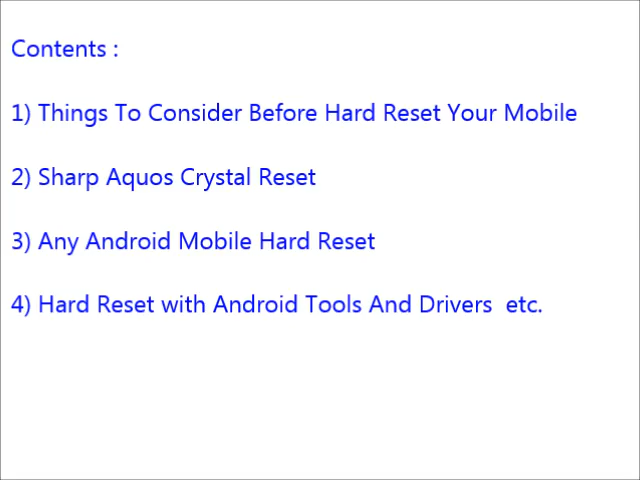 Contents :
1) Things To Consider Before Hard Reset Your Mobile
2) Sharp Aquos Crystal Reset
3) Any Android Mobile Hard Reset
4) Hard Reset with Android Tools And Drivers  etc.